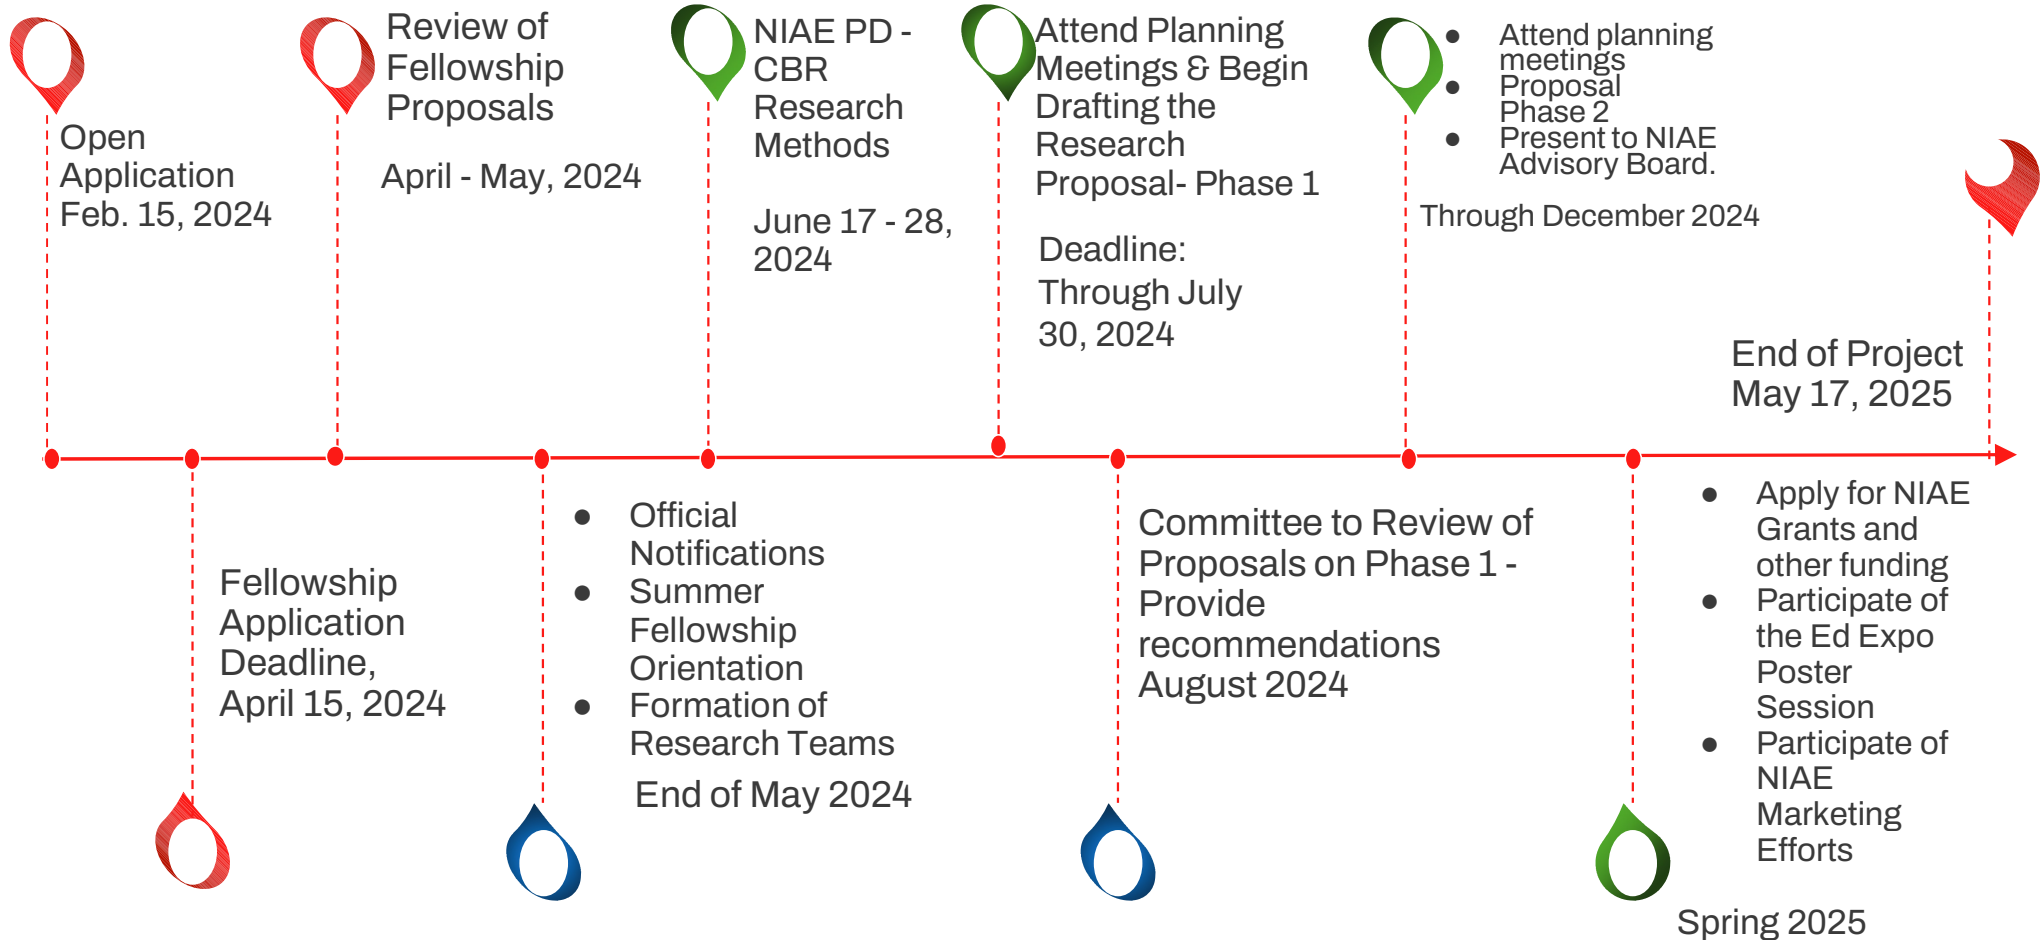 Open
Application
Feb. 15, 2024
Review of
Fellowship
Proposals
April - May, 2024
NIAE PD -
CBR
Research
Methods
June 17 - 28,
2024
Attend Planning
Meetings & Begin
Drafting the
Research
Proposal- Phase 1
Deadline:
Through July
30, 2024
● Attend planning
meetings
● Proposal
Phase 2
● Present to NIAE
Advisory Board.
Through December 2024
End of Project
May 17, 2025
Fellowship
Application
Deadline,
April 15, 2024
● Official
Notifications
● Summer
Fellowship
Orientation
● Formation of
Research Teams
End of May 2024
Committee to Review of
Proposals on Phase 1 -
Provide
recommendations
August 2024
● Apply for NIAE
Grants and
other funding
● Participate of
the Ed Expo
Poster
Session
● Participate of
NIAE
Marketing
Efforts
Spring 2025